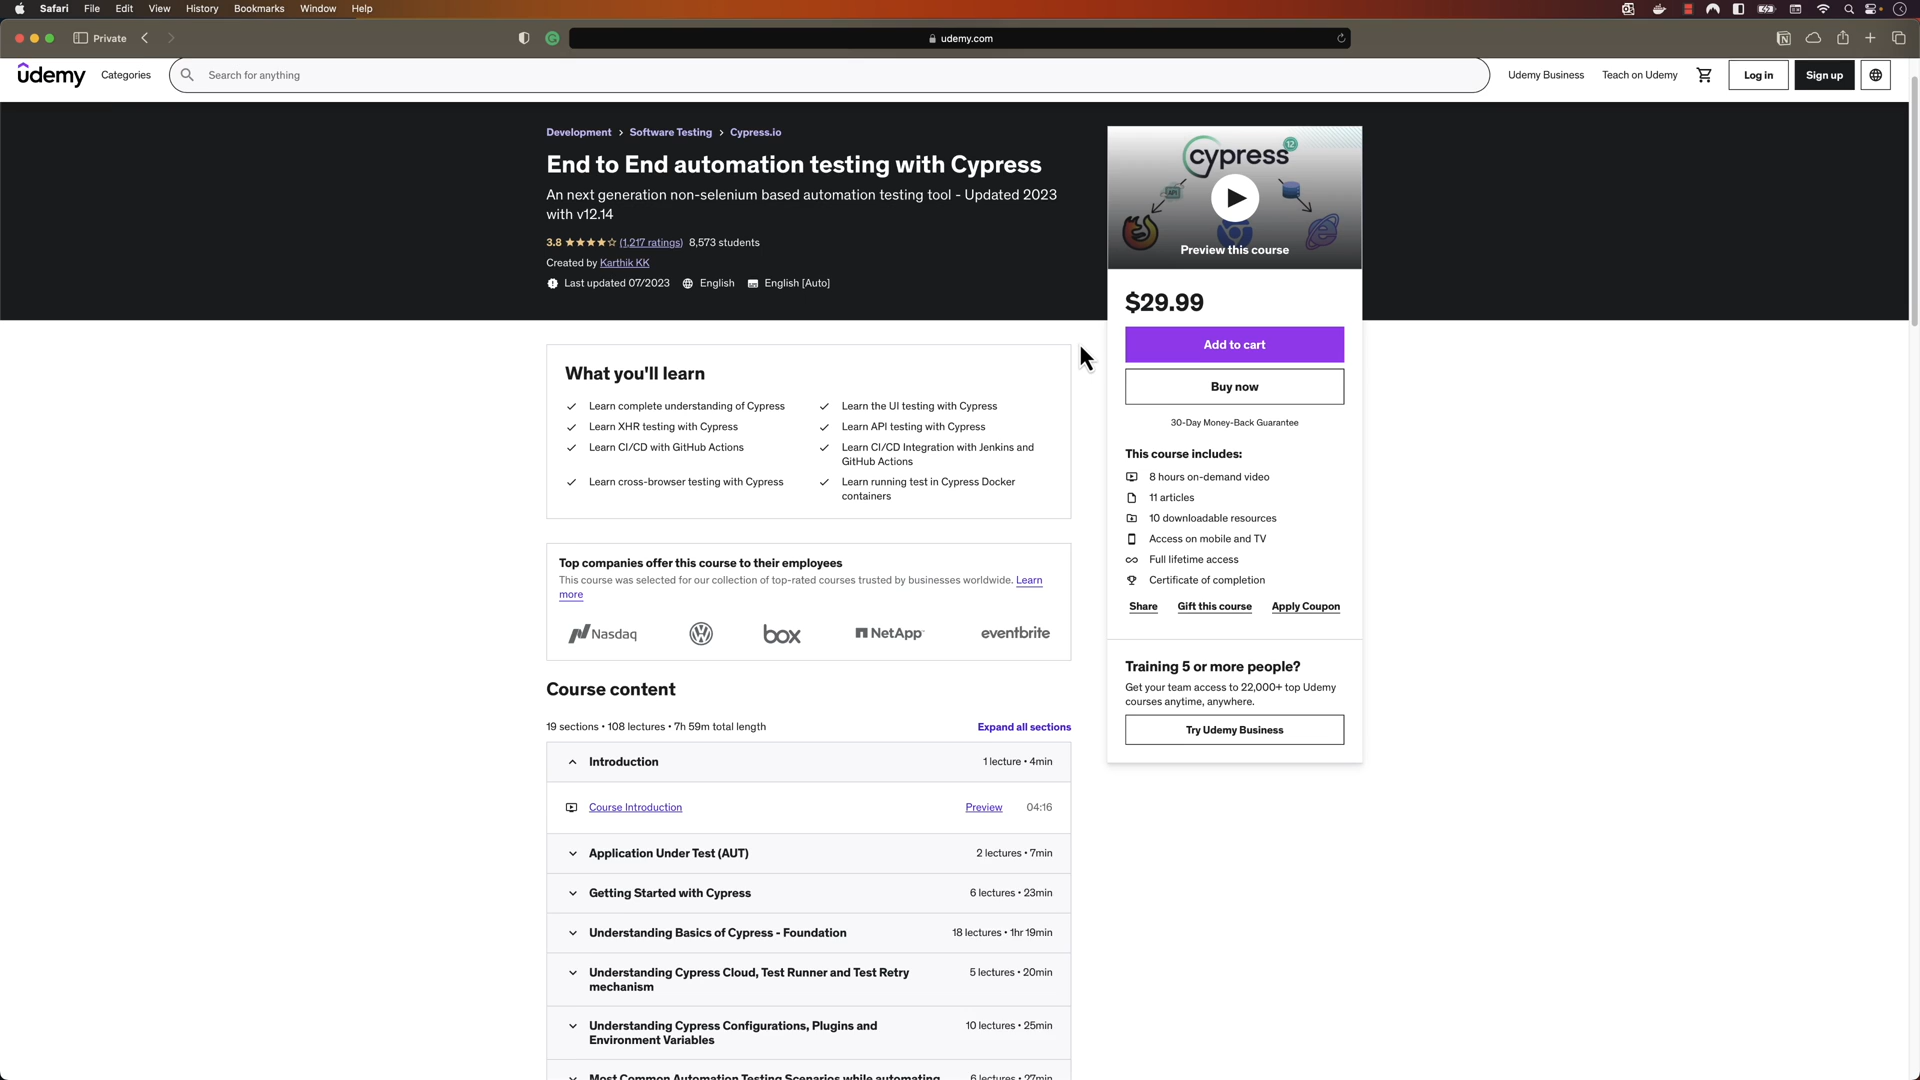 Safari File Edit View History Bookmarks Window Help
Private
udemy.com
ûdemy Categories Search for anything Udemy Business Teach on Udemy Log in Sign up
Development > Software Testing > Cypress.io
End to End automation testing with Cypress
An next generation non-selenium based automation testing tool - Updated 2023
with v12.14
3.8 (1,217 ratings) 8,573 students
Created by Karthik KK
Last updated 07/2023 English English [Auto]
cypress 12
API
Preview this course
$29.99
Add to cart
Buy now
30-Day Money-Back Guarantee
This course includes:
8 hours on-demand video
11 articles
10 downloadable resources
Access on mobile and TV
Full lifetime access
Certificate of completion
Share Gift this course Apply Coupon
Training 5 or more people?
Get your team access to 22,000+ top Udemy
courses anytime, anywhere.
Try Udemy Business
What you'll learn
Learn complete understanding of Cypress
Learn the UI testing with Cypress
Learn XHR testing with Cypress
Learn API testing with Cypress
Learn CI/CD with GitHub Actions
Learn CI/CD Integration with Jenkins and
GitHub Actions
Learn cross-browser testing with Cypress
Learn running test in Cypress Docker
containers
Top companies offer this course to their employees
This course was selected for our collection of top-rated courses trusted by businesses worldwide. Learn
more
Nasdaq box NetApp eventbrite
Course content
19 sections • 108 lectures • 7h 59m total length Expand all sections
Introduction 1 lecture • 4min
Course Introduction Preview 04:16
Application Under Test (AUT) 2 lectures • 7min
Getting Started with Cypress 6 lectures • 23min
Understanding Basics of Cypress - Foundation 18 lectures • 1hr 19min
Understanding Cypress Cloud, Test Runner and Test Retry 5 lectures • 20min
mechanism
Understanding Cypress Configurations, Plugins and 10 lectures • 25min
Environment Variables
Most Common Automation Testing Scenarios while automating 6 lectures • 27min